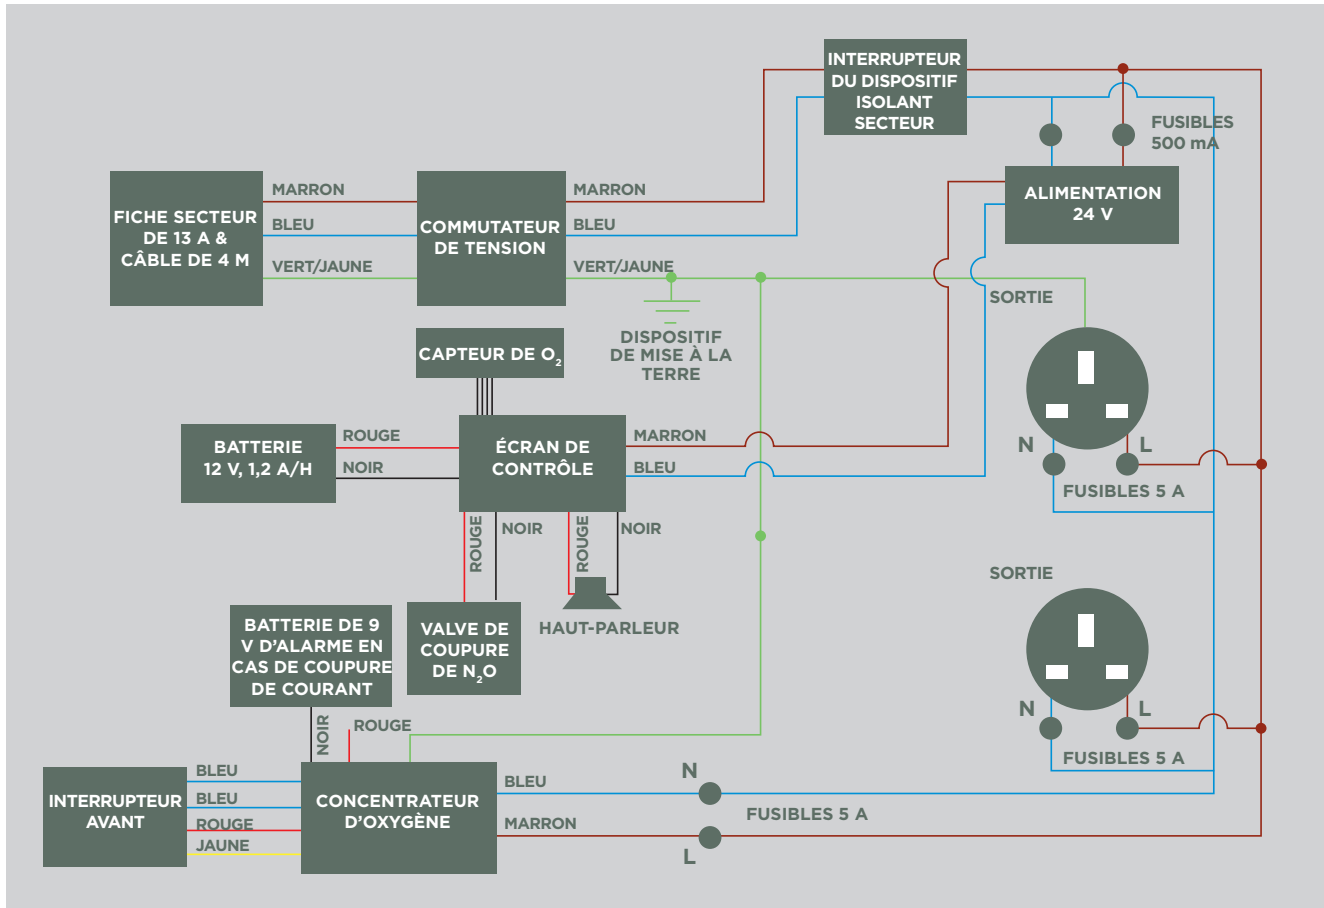 INTERRUPTEUR
DU DISPOSITIF
ISOLANT
SECTEUR
FUSIBLES
500 mA
MARRON
MARRON
FICHE SECTEUR
DE 13 A &
CÂBLE DE 4 M
BLEU
COMMUTATEUR
DE TENSION
BLEU
ALIMENTATION
24 V
VERT/JAUNE
VERT/JAUNE
SORTIE
DISPOSITIF
DE MISE À LA
TERRE
CAPTEUR DE O₂
BATTERIE
12 V, 1,2 A/H
ROUGE
NOIR
ÉCRAN DE
CONTRÔLE
MARRON
BLEU
N
L
FUSIBLES 5 A
ROUGE
NOIR
ROUGE
NOIR
SORTIE
BATTERIE DE 9
V D’ALARME EN
CAS DE COUPURE
DE COURANT
VALVE DE
COUPURE
DE N₂O
HAUT-PARLEUR
N
L
NOIR
ROUGE
FUSIBLES 5 A
INTERRUPTEUR
AVANT
BLEU
BLEU
ROUGE
JAUNE
CONCENTRATEUR
D’OXYGÈNE
BLEU
MARRON
N
FUSIBLES 5 A
L